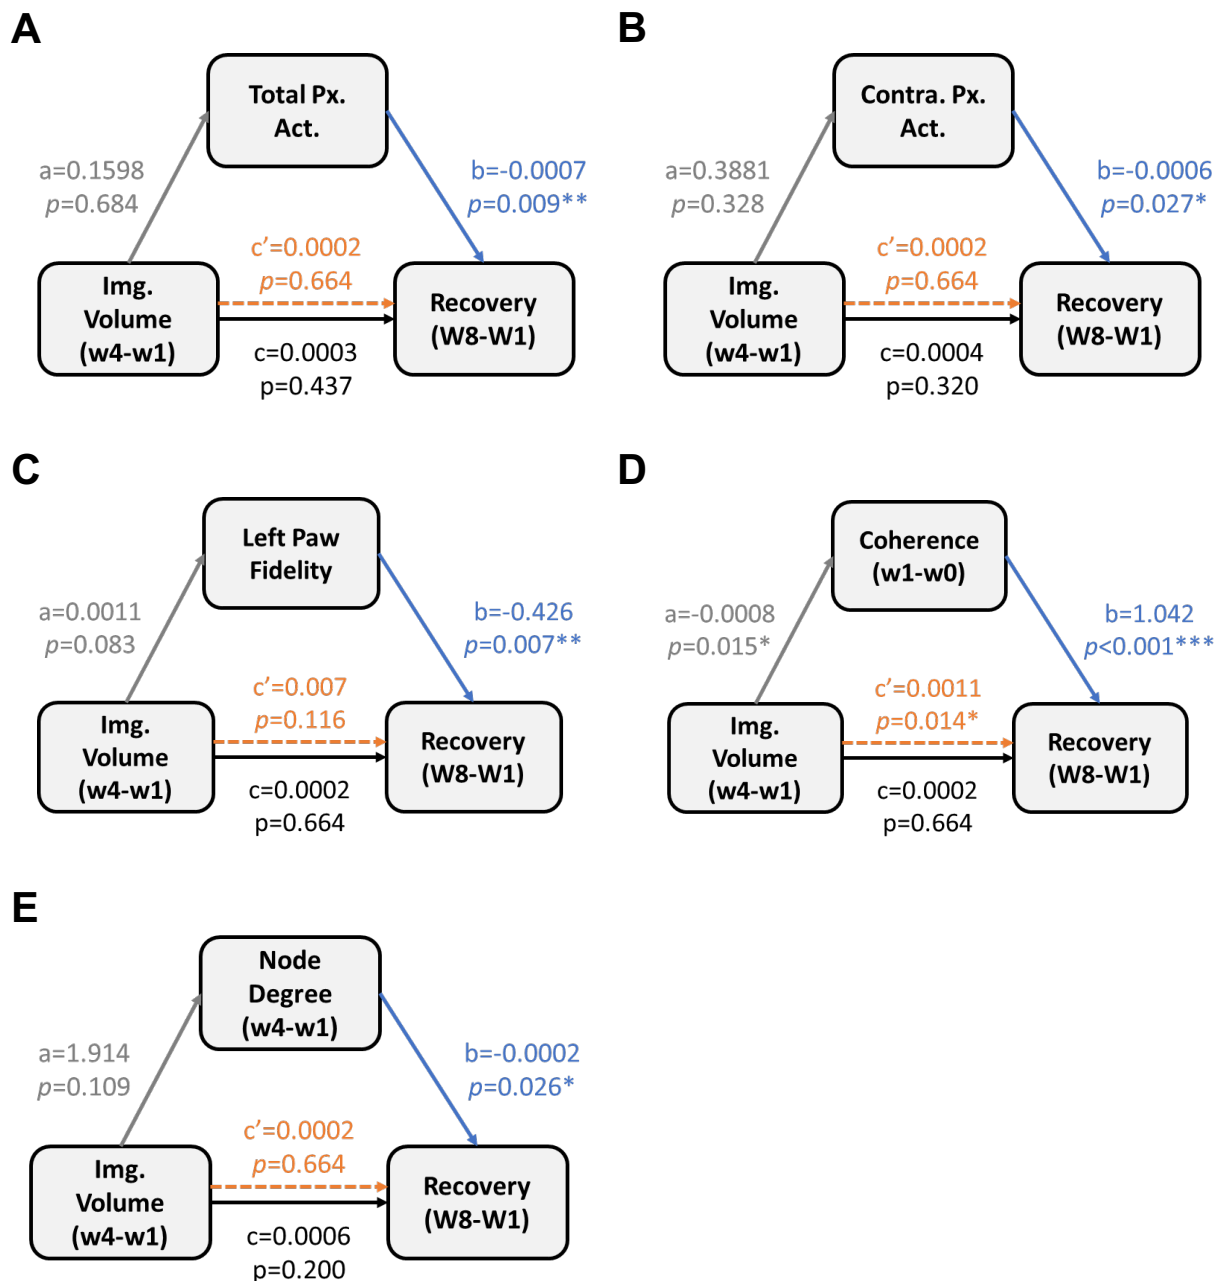 A
Total Px.
Act.
a=0.1598
p=0.684
b=-0.0007
p=0.009**
c’=0.0002
p=0.664
Img.
Volume
(w4-w1)
Recovery
(W8-W1)
c=0.0003
p=0.437
B
Contra. Px.
Act.
a=0.3881
p=0.328
b=-0.0006
p=0.027*
c’=0.0002
p=0.664
Img.
Volume
(w4-w1)
Recovery
(W8-W1)
c=0.0004
p=0.320
C
Left Paw
Fidelity
a=0.0011
p=0.083
b=-0.426
p=0.007**
c’=0.007
p=0.116
Img.
Volume
(w4-w1)
Recovery
(W8-W1)
c=0.0002
p=0.664
D
Coherence
(w1-w0)
a=-0.0008
p=0.015*
b=1.042
p<0.001***
c’=0.0011
p=0.014*
Img.
Volume
(w4-w1)
Recovery
(W8-W1)
c=0.0002
p=0.664
E
Node
Degree
(w4-w1)
a=1.914
p=0.109
b=-0.0002
p=0.026*
c’=0.0002
p=0.664
Img.
Volume
(w4-w1)
Recovery
(W8-W1)
c=0.0006
p=0.200